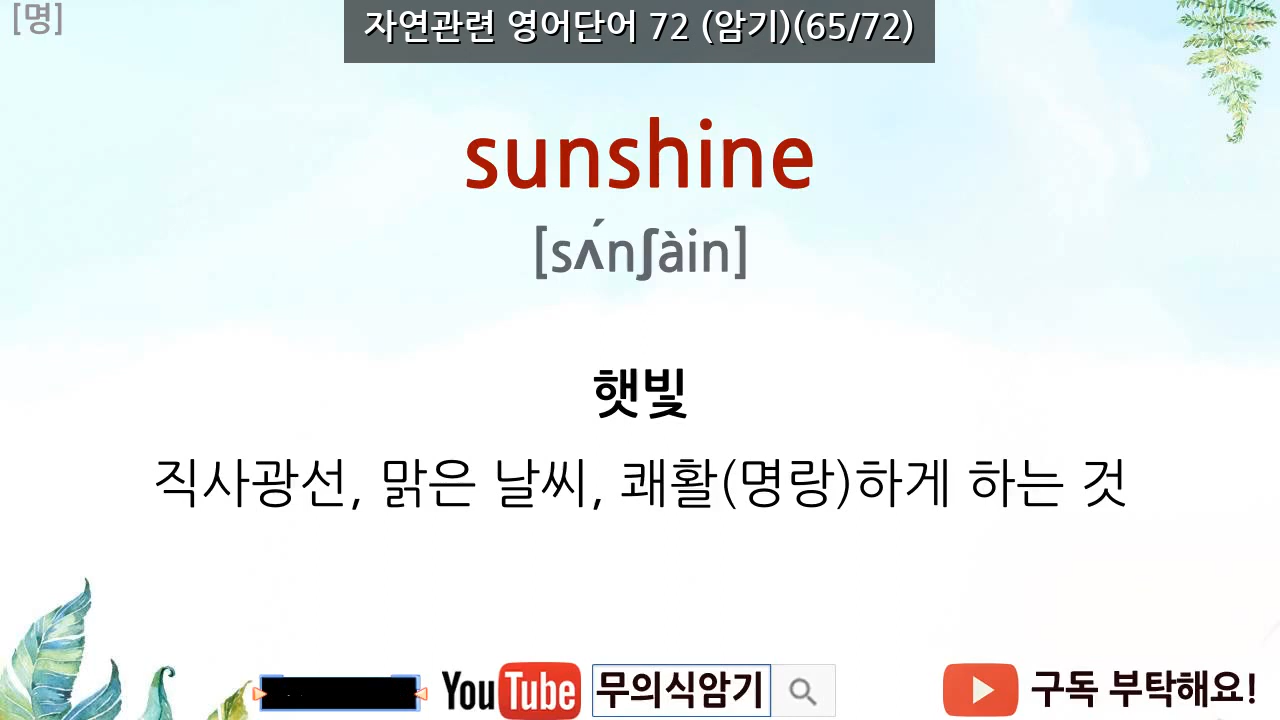 [명]
자연관련 영어단어 72 (암기)(65/72)
sunshine
[sʌ́nʃàin]
햇빛
직사광선, 맑은 날씨, 쾌활(명랑)하게 하는 것
YouTube 무의식암기
구독 부탁해요!